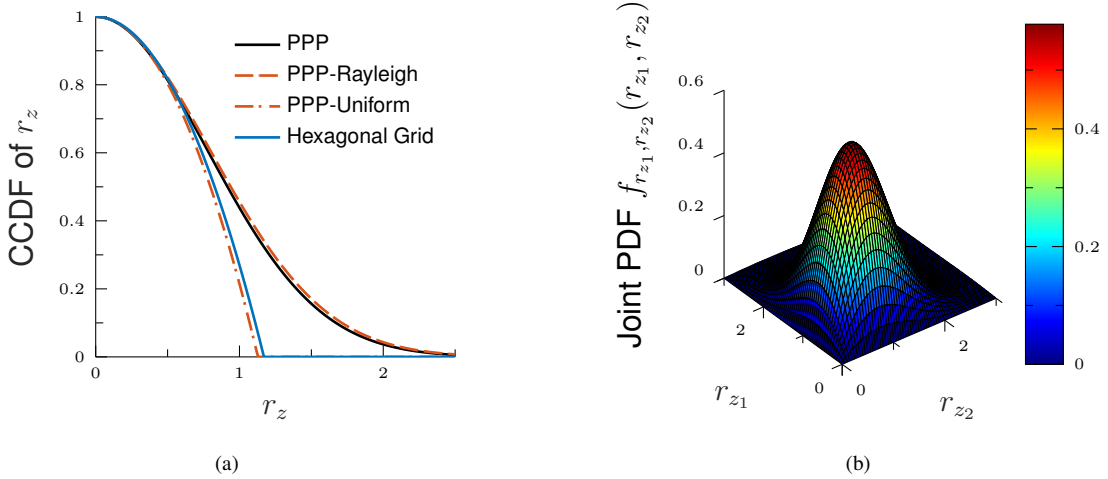 1
0.8
0.6
0.4
0.2
0
CCDF of r_z
0
1
2
r_z
PPP
PPP-Rayleigh
PPP-Uniform
Hexagonal Grid
(a)
Joint PDF f_{r_{z_1}, r_{z_2}}(r_{z_1}, r_{z_2})
0.6
0.4
0.2
0
2
0
r_{z_1}
0
2
r_{z_2}
0.4
0.2
0
(b)